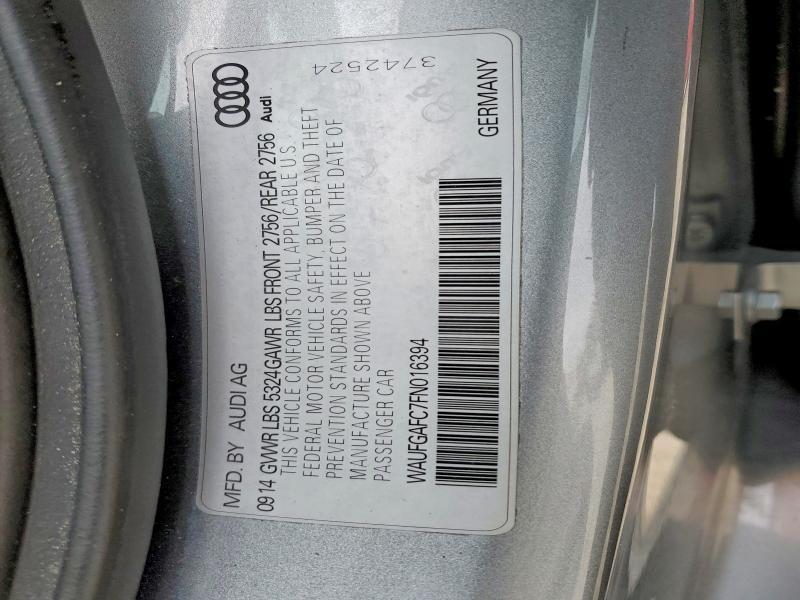 MFD. BY AUDI AG
0914 GVWR LBS 5324 GAWR LBS FRONT 2756/REAR 2756 Audi
THIS VEHICLE CONFORMS TO ALL APPLICABLE U.S.
FEDERAL MOTOR VEHICLE SAFETY, BUMPER AND THEFT
PREVENTION STANDARDS IN EFFECT ON THE DATE OF
MANUFACTURE SHOWN ABOVE
PASSENGER CAR
3742524
WAUFGAFC7FN016394
GERMANY